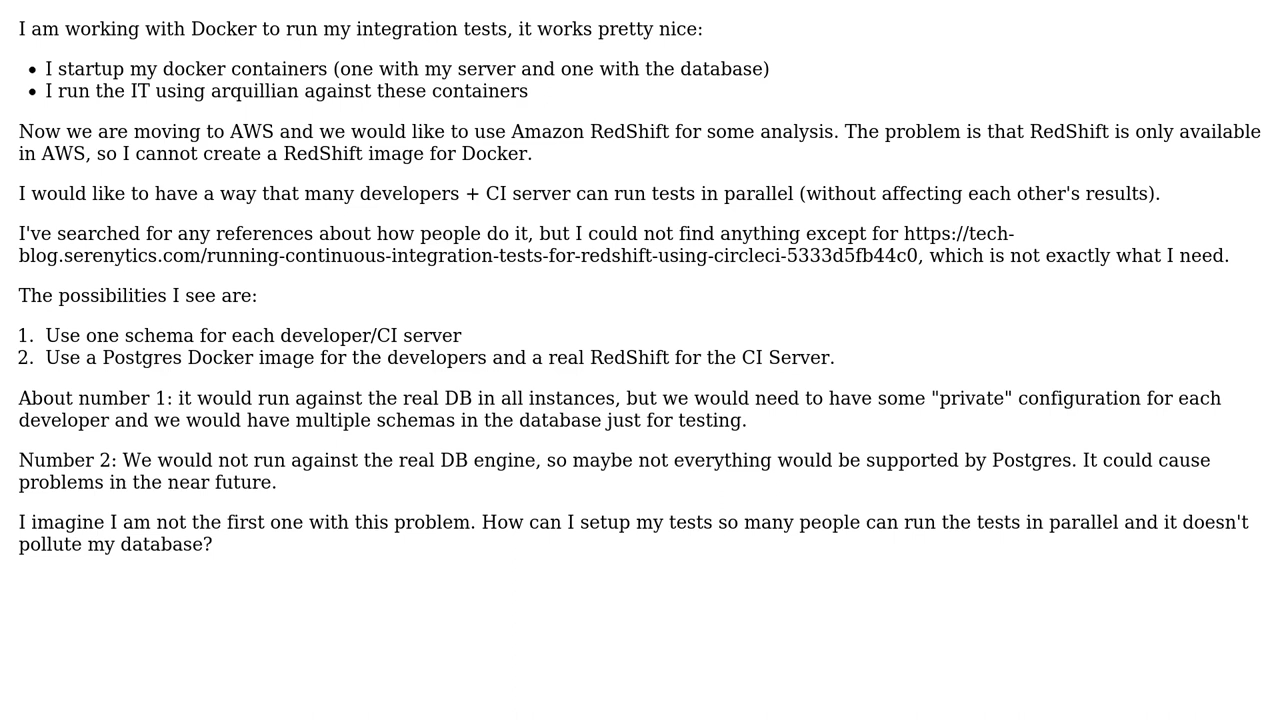 I am working with Docker to run my integration tests, it works pretty nice:
• I startup my docker containers (one with my server and one with the database)
• I run the IT using arquillian against these containers
Now we are moving to AWS and we would like to use Amazon RedShift for some analysis. The problem is that RedShift is only available
in AWS, so I cannot create a RedShift image for Docker.
I would like to have a way that many developers + CI server can run tests in parallel (without affecting each other's results).
I've searched for any references about how people do it, but I could not find anything except for https://tech-
blog.serenytics.com/running-continuous-integration-tests-for-redshift-using-circleci-5333d5fb44c0, which is not exactly what I need.
The possibilities I see are:
1. Use one schema for each developer/CI server
2. Use a Postgres Docker image for the developers and a real RedShift for the CI Server.
About number 1: it would run against the real DB in all instances, but we would need to have some "private" configuration for each
developer and we would have multiple schemas in the database just for testing.
Number 2: We would not run against the real DB engine, so maybe not everything would be supported by Postgres. It could cause
problems in the near future.
I imagine I am not the first one with this problem. How can I setup my tests so many people can run the tests in parallel and it doesn't
pollute my database?